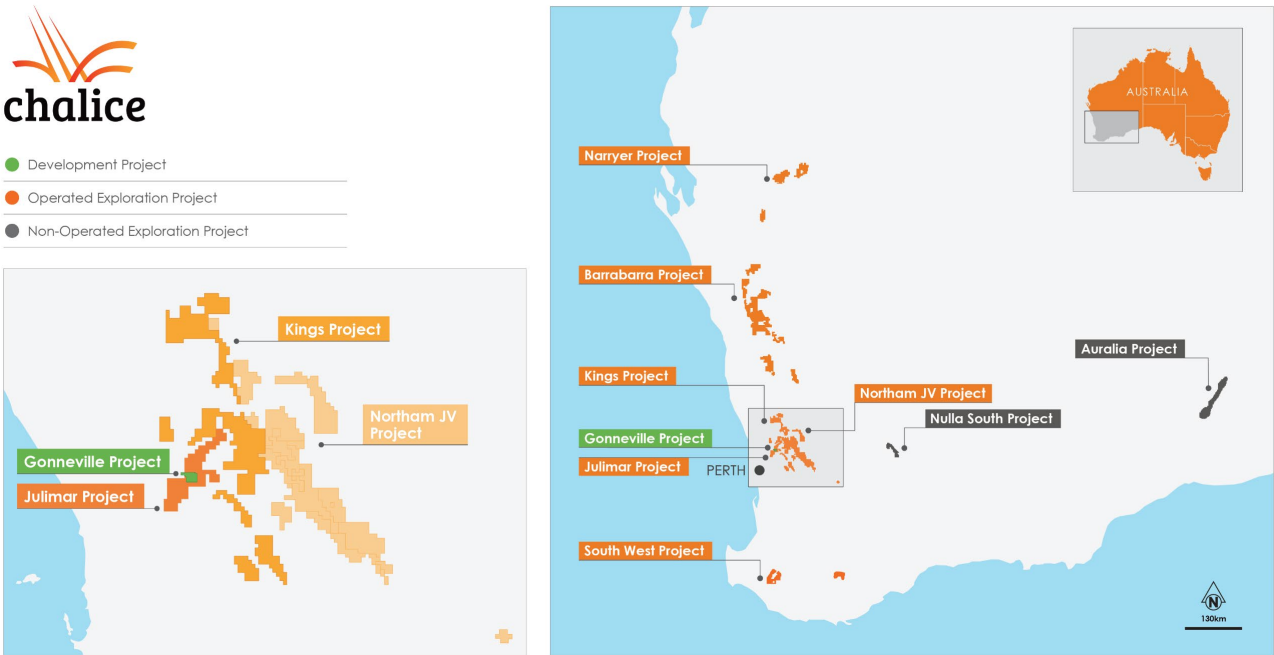 chalice
Development Project
Operated Exploration Project
Non-Operated Exploration Project
Kings Project
Northam JV
Project
Gonneville Project
Julimar Project
AUSTRALIA
Narryer Project
Barrabarra Project
Auralia Project
Kings Project
Northam JV Project
Nulla South Project
Gonneville Project
Julimar Project
PERTH
South West Project
N
130km